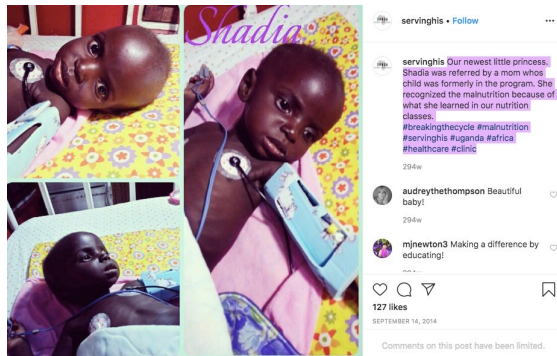 Shadia
servinghis • Follow
servinghis Our newest little princess.
Shadia was referred by a mom whos
child was formerly in the program. She
recognized the malnutrition because of
what she learned in our nutrition
classes.
#breakingthecycle #malnutrition
#servinghis #uganda #africa
#healthcare #clinic
294w
audreythethompson Beautiful
baby!
294w
mjnewton3 Making a difference by
educating!
127 likes
SEPTEMBER 14, 2014
Comments on this post have been limited.